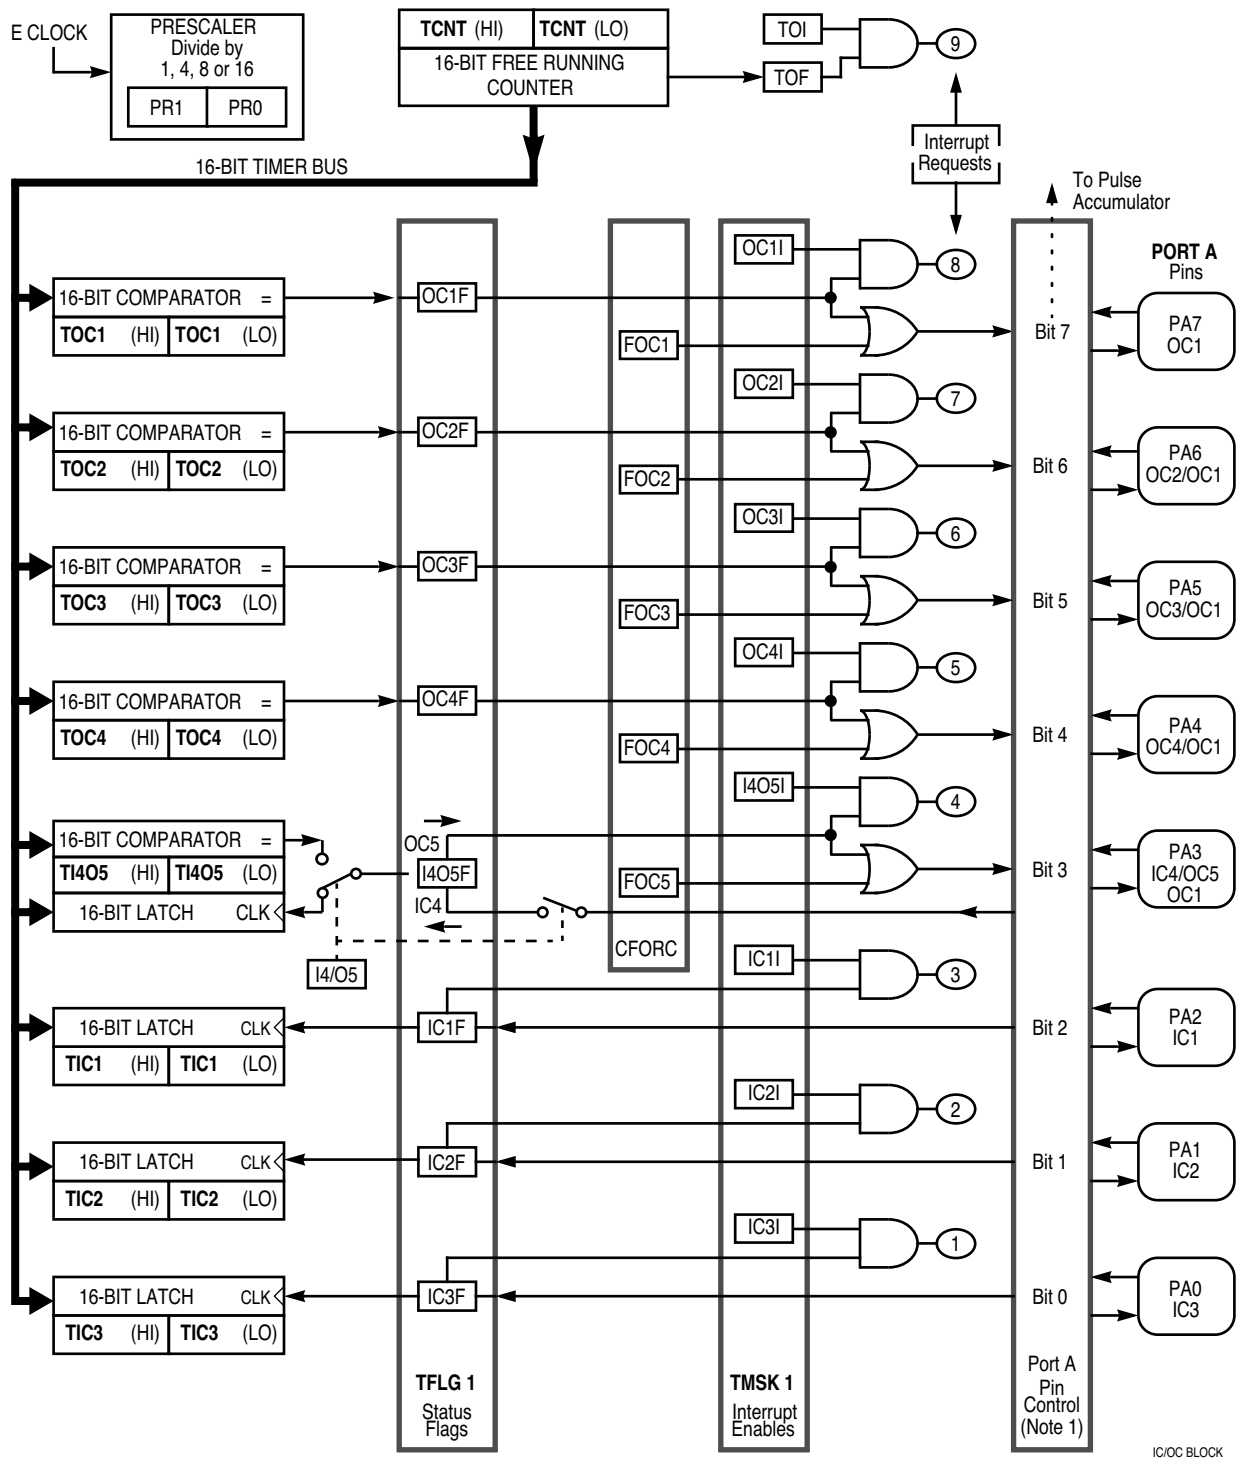 E CLOCK
PRESCALER
Divide by
1, 4, 8 or 16
PR1 PR0
TCNT (HI) TCNT (LO)
16-BIT FREE RUNNING
COUNTER
TOI
TOF
9
Interrupt
Requests
16-BIT TIMER BUS
To Pulse
Accumulator
PORT A
Pins
OC1I
8
16-BIT COMPARATOR =
TOC1 (HI) TOC1 (LO)
OC1F
FOC1
Bit 7
PA7
OC1
OC2I
7
16-BIT COMPARATOR =
TOC2 (HI) TOC2 (LO)
OC2F
FOC2
Bit 6
PA6
OC2/OC1
OC3I
6
16-BIT COMPARATOR =
TOC3 (HI) TOC3 (LO)
OC3F
FOC3
Bit 5
PA5
OC3/OC1
OC4I
5
16-BIT COMPARATOR =
TOC4 (HI) TOC4 (LO)
OC4F
FOC4
Bit 4
PA4
OC4/OC1
I4O5I
4
16-BIT COMPARATOR =
TI4O5 (HI) TI4O5 (LO)
16-BIT LATCH CLK
OC5
I4O5F
IC4
FOC5
Bit 3
PA3
IC4/OC5
OC1
I4/O5
CFORC
IC1I
3
16-BIT LATCH CLK
TIC1 (HI) TIC1 (LO)
IC1F
Bit 2
PA2
IC1
IC2I
2
16-BIT LATCH CLK
TIC2 (HI) TIC2 (LO)
IC2F
Bit 1
PA1
IC2
IC3I
1
16-BIT LATCH CLK
TIC3 (HI) TIC3 (LO)
IC3F
Bit 0
PA0
IC3
TFLG 1
Status
Flags
TMSK 1
Interrupt
Enables
Port A
Pin
Control
(Note 1)
IC/OC BLOCK